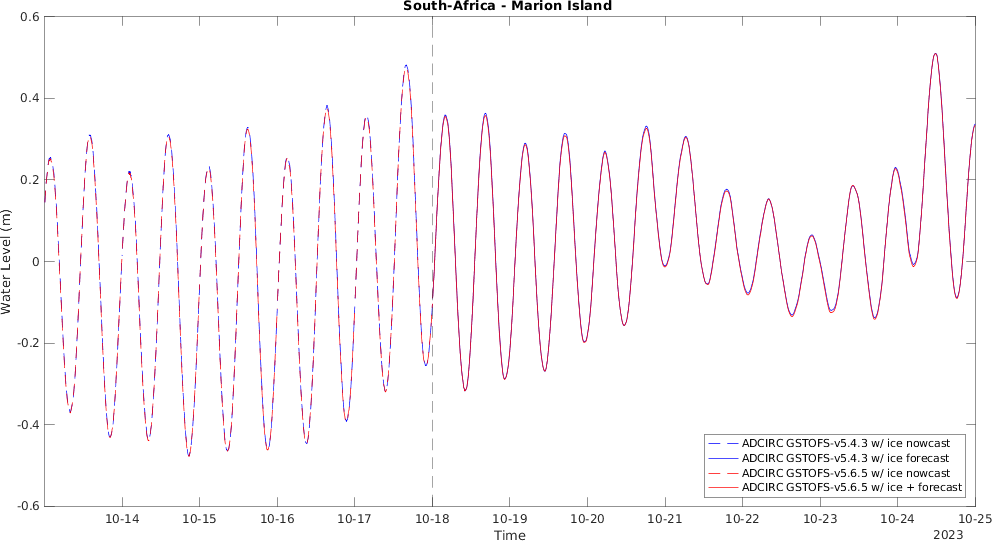 South-Africa - Marion Island
0.6
0.4
0.2
0
-0.2
-0.4
-0.6
Water Level (m)
ADCIRC GSTOFS-v5.4.3 w/ ice nowcast
ADCIRC GSTOFS-v5.4.3 w/ ice forecast
ADCIRC GSTOFS-v5.6.5 w/ ice nowcast
ADCIRC GSTOFS-v5.6.5 w/ ice + forecast
10-14 10-15 10-16 10-17 10-18 10-19 10-20 10-21 10-22 10-23 10-24 10-25
Time
2023